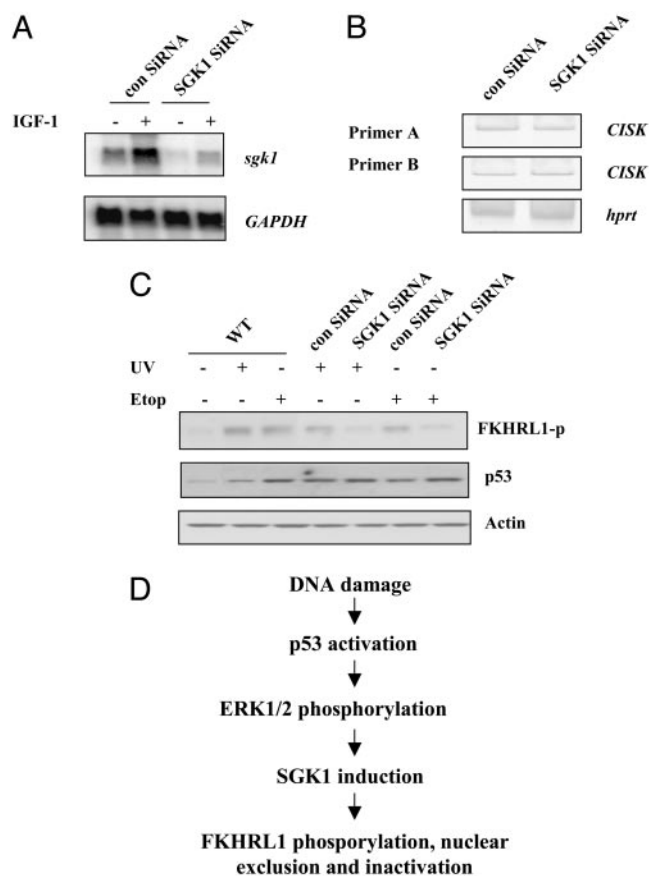 A
con SiRNA
SGK1 SiRNA
IGF-1 - + - +
sgk1
GAPDH
B
con SiRNA
SGK1 SiRNA
Primer A CISK
Primer B CISK
hprt
C
WT
con SiRNA
SGK1 SiRNA
con SiRNA
SGK1 SiRNA
UV - + - + + - -
Etop - - + - - + +
FKHRL1-p
p53
Actin
D
DNA damage
p53 activation
ERK1/2 phosphorylation
SGK1 induction
FKHRL1 phosporylation, nuclear
exclusion and inactivation